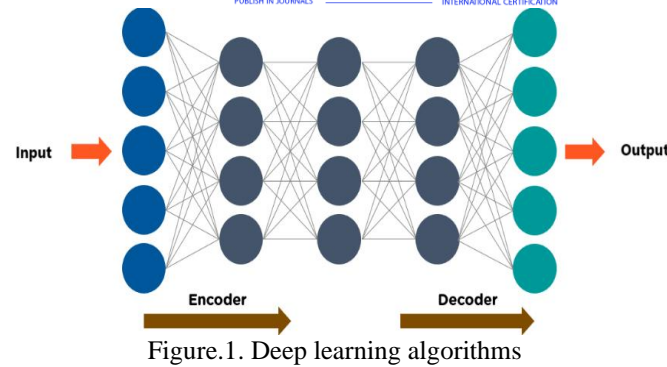 PUBLISH IN JOURNALS INTERNATIONAL CERTIFICATION
Input
Output
Encoder Decoder
Figure.1. Deep learning algorithms